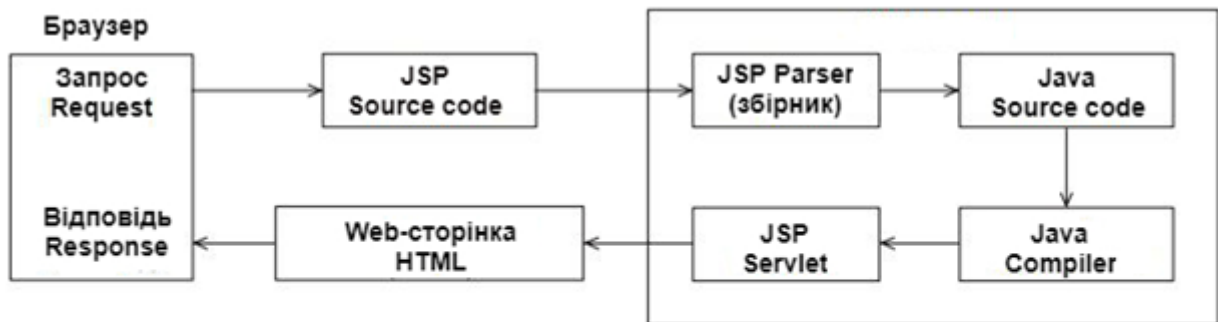 Браузер
Запрос
Request
JSP
Source code
JSP Parser
(збірник)
Java
Source code
Відповідь
Response
Web-сторінка
HTML
JSP
Servlet
Java
Compiler